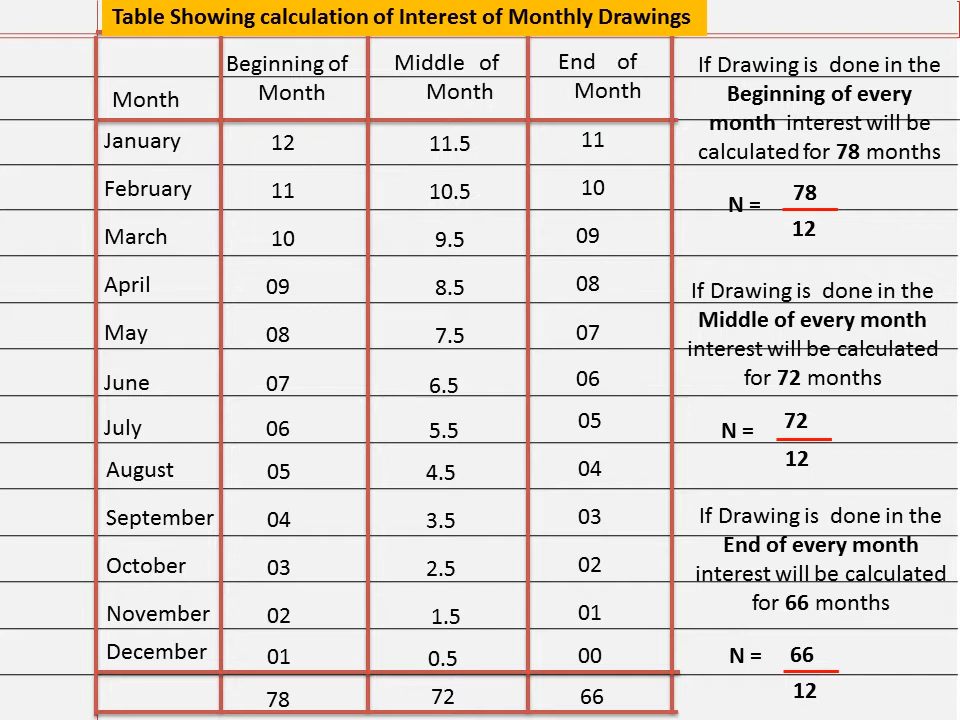 Table Showing calculation of Interest of Monthly Drawings
Month Beginning of Month Middle of Month End of Month
January 12 11.5 11
February 11 10.5 10
March 10 9.5 09
April 09 8.5 08
May 08 7.5 07
June 07 6.5 06
July 06 5.5 05
August 05 4.5 04
September 04 3.5 03
October 03 2.5 02
November 02 1.5 01
December 01 0.5 00
78 72 66
If Drawing is done in the
Beginning of every
month interest will be
calculated for 78 months
N = 78
12
If Drawing is done in the
Middle of every month
interest will be calculated
for 72 months
N = 72
12
If Drawing is done in the
End of every month
interest will be calculated
for 66 months
N = 66
12